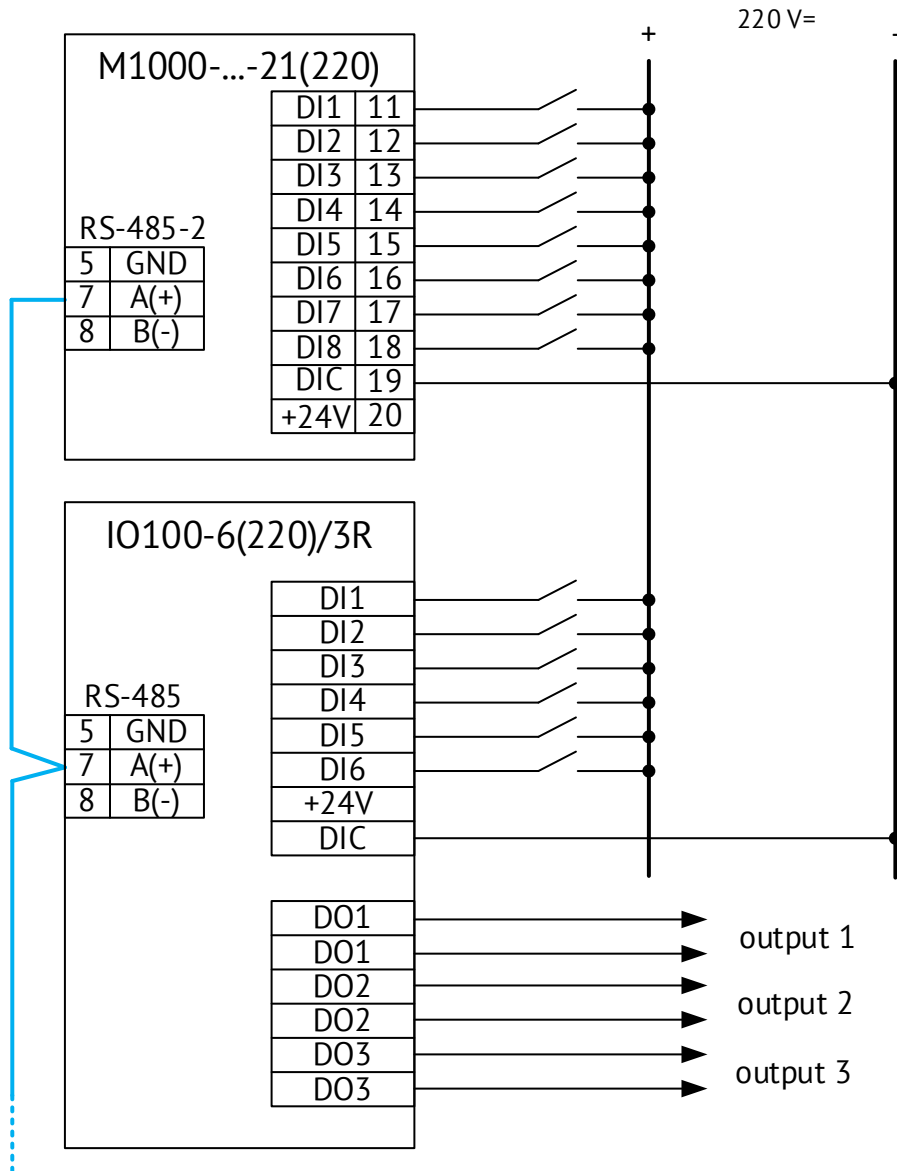 220 V=
+ -
M1000-...-21(220)
DI1 11
DI2 12
DI3 13
DI4 14
DI5 15
DI6 16
DI7 17
DI8 18
DIC 19
+24V 20
RS-485-2
5 GND
7 A(+)
8 B(-)
IO100-6(220)/3R
DI1
DI2
DI3
DI4
DI5
DI6
+24V
DIC
RS-485
5 GND
7 A(+)
8 B(-)
DO1
DO1
DO2
DO2
DO3
DO3
output 1
output 2
output 3